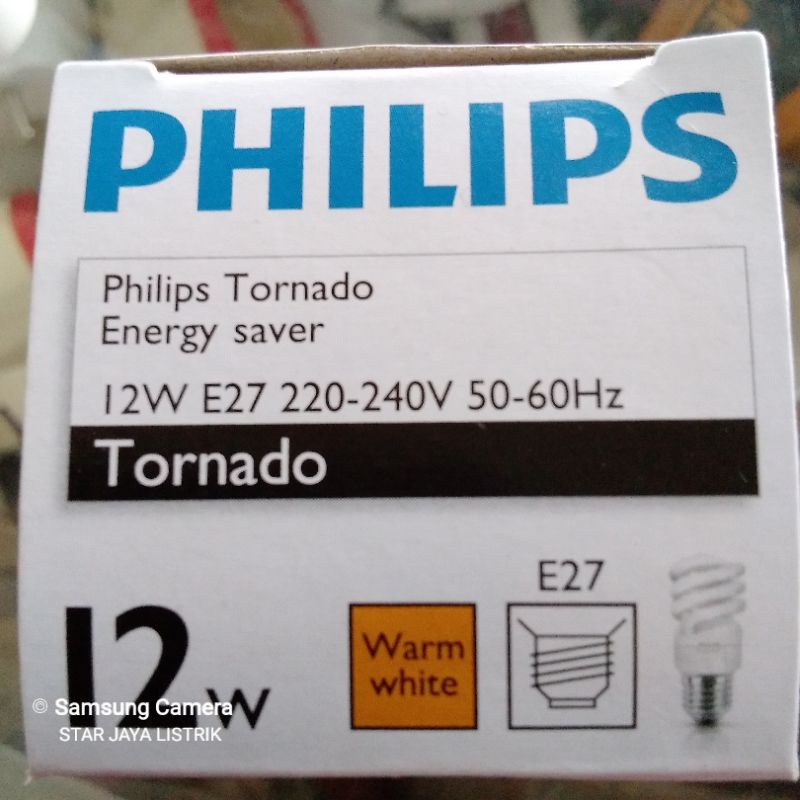 PHILIPS
Philips Tornado
Energy saver
12W E27 220-240V 50-60Hz
Tornado
E27
Warm
white
12w
© Samsung Camera
STAR JAYA LISTRIK